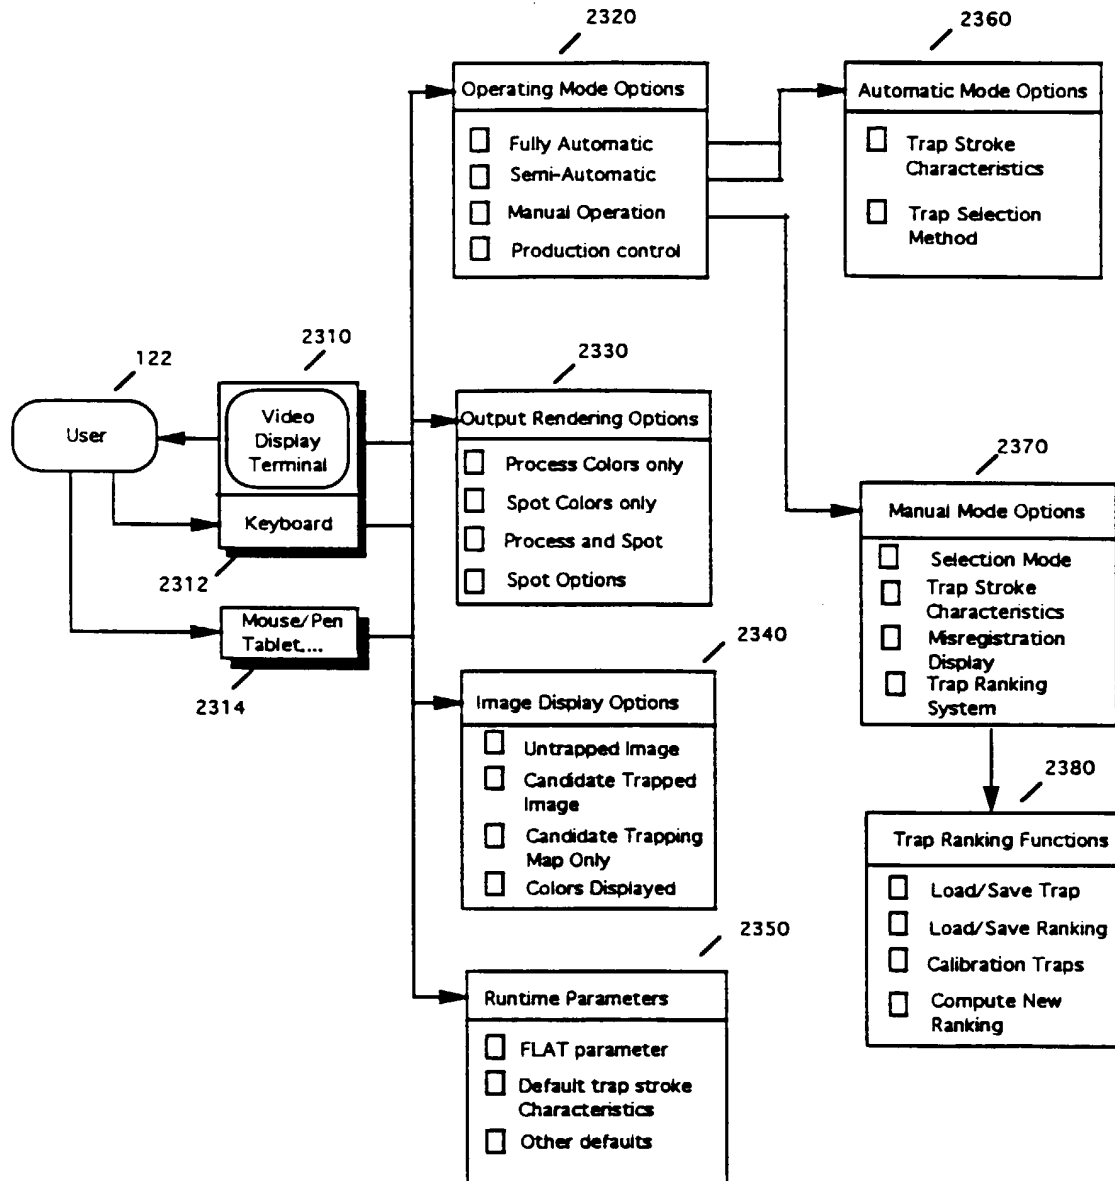 2320
2360
Operating Mode Options
Fully Automatic
Semi-Automatic
Manual Operation
Production control
Automatic Mode Options
Trap Stroke
Characteristics
Trap Selection
Method
122
User
2310
Video
Display
Terminal
Keyboard
2312
Mouse/Pen
Tablet,...
2314
2330
Output Rendering Options
Process Colors only
Spot Colors only
Process and Spot
Spot Options
2370
Manual Mode Options
Selection Mode
Trap Stroke
Characteristics
Misregistration
Display
Trap Ranking
System
2340
Image Display Options
Untrapped Image
Candidate Trapped
Image
Candidate Trapping
Map Only
Colors Displayed
2380
Trap Ranking Functions
Load/Save Trap
Load/Save Ranking
Calibration Traps
Compute New
Ranking
2350
Runtime Parameters
FLAT parameter
Default trap stroke
Characteristics
Other defaults